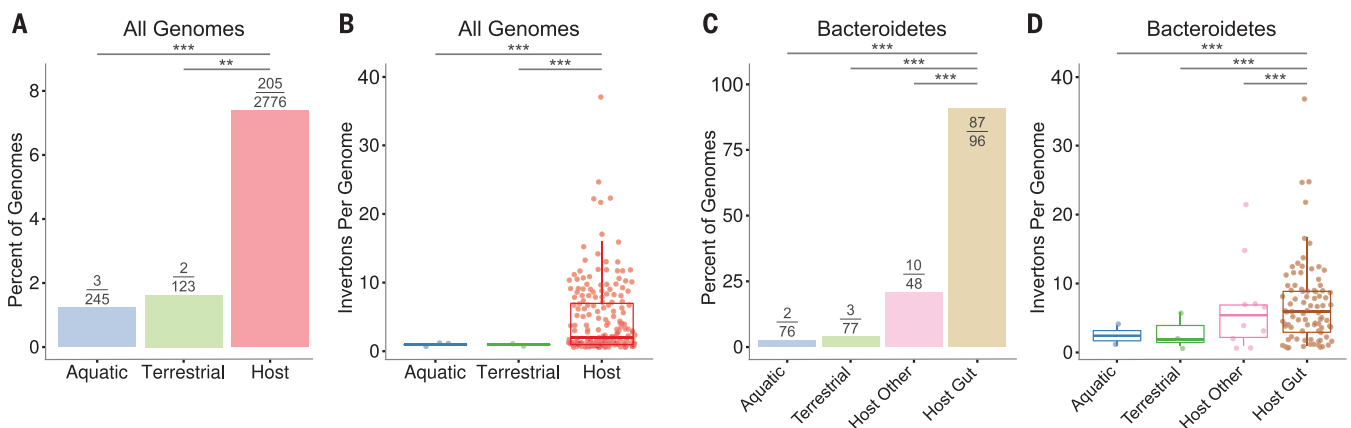 A
All Genomes
***
**
Percent of Genomes
8
6
4
2
0
3
245
2
123
205
2776
Aquatic
Terrestrial
Host
B
All Genomes
***
***
Invertons Per Genome
40
30
20
10
0
Aquatic
Terrestrial
Host
C
Bacteroidetes
***
***
***
Percent of Genomes
100
75
50
25
0
2
76
3
77
10
48
87
96
Aquatic
Terrestrial
Host Other
Host Gut
D
Bacteroidetes
***
***
***
Invertons Per Genome
40
30
20
10
0
Aquatic
Terrestrial
Host Other
Host Gut